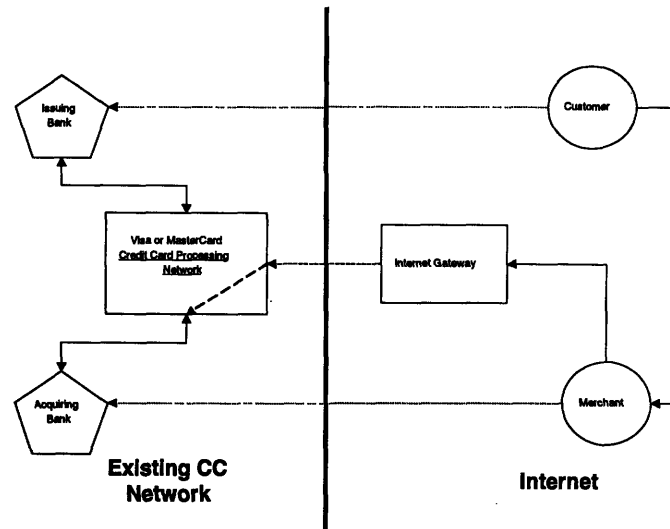 Issuing
Bank
Customer
Visa or MasterCard
Credit Card Processing
Network
Internet Gateway
Acquiring
Bank
Merchant
Existing CC
Network
Internet